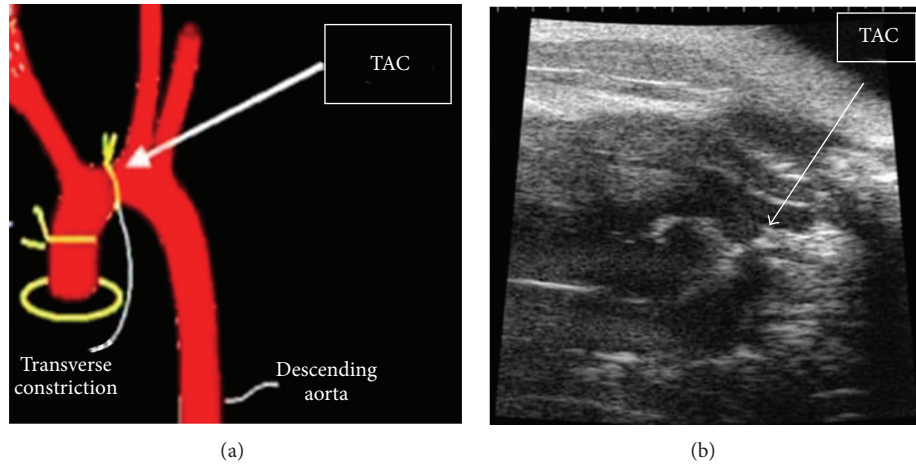 TAC
Transverse
constriction
Descending
aorta
(a)
TAC
(b)